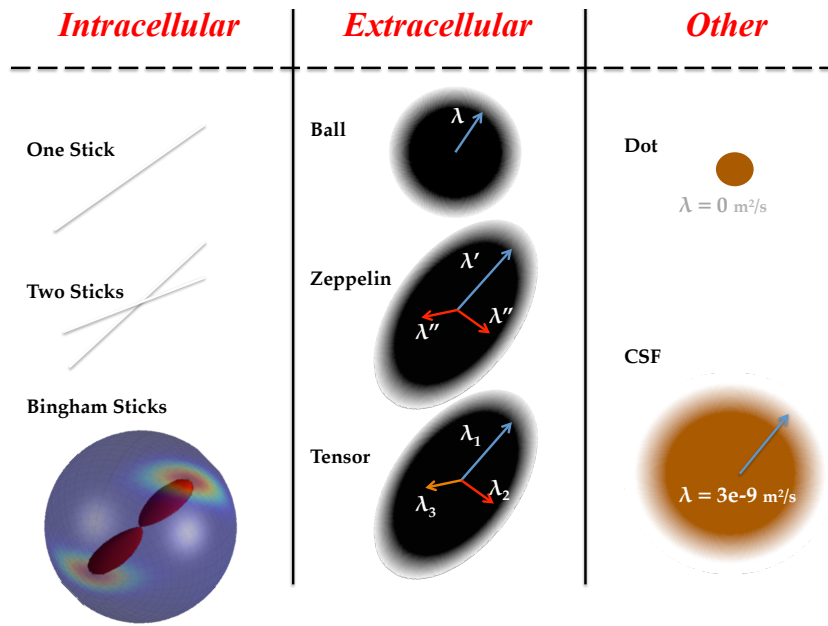 Intracellular
Extracellular
Other
One Stick
Two Sticks
Bingham Sticks
Ball
λ
Zeppelin
λ'
λ''
λ''
Tensor
λ₁
λ₂
λ₃
Dot
λ = 0 m²/s
CSF
λ = 3e-9 m²/s